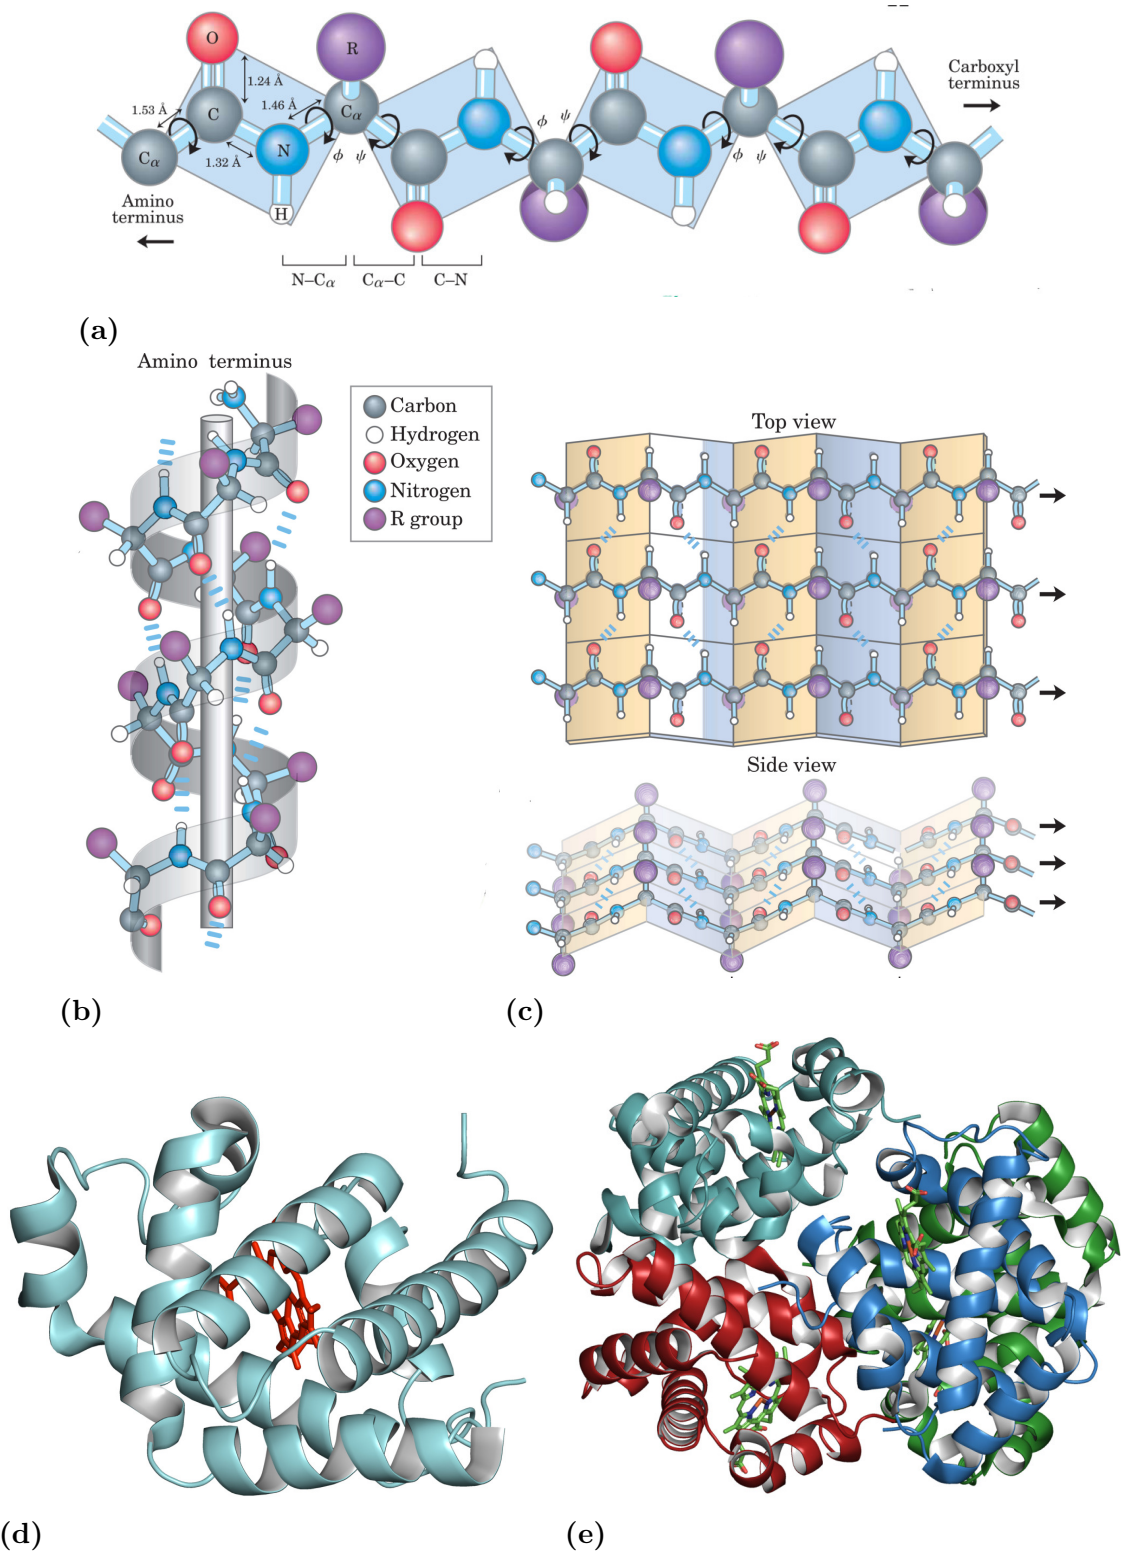 O
R
1.24 Å
1.53 Å
1.46 Å
C
Cα
Cα
N
1.32 Å
H
ϕ ψ
ϕ ψ
ϕ ψ
Carboxyl
terminus
Amino
terminus
N–Cα
Cα–C
C–N
(a)
Amino terminus
Carbon
Hydrogen
Oxygen
Nitrogen
R group
Top view
Side view
(b)
(c)
(d)
(e)